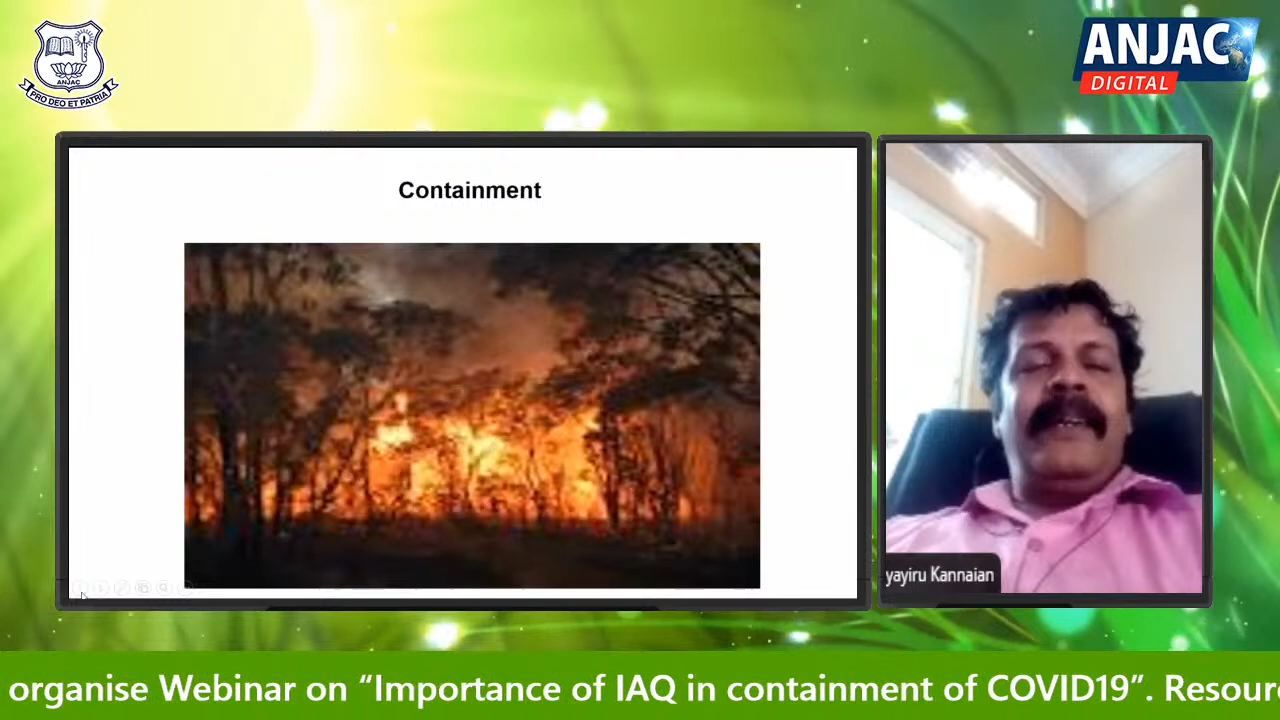 ANJAC
PRO DEO ET PATRIA
ANJAC
DIGITAL
Containment
yayiru Kannaian
organise Webinar on “Importance of IAQ in containment of COVID19”. Resour